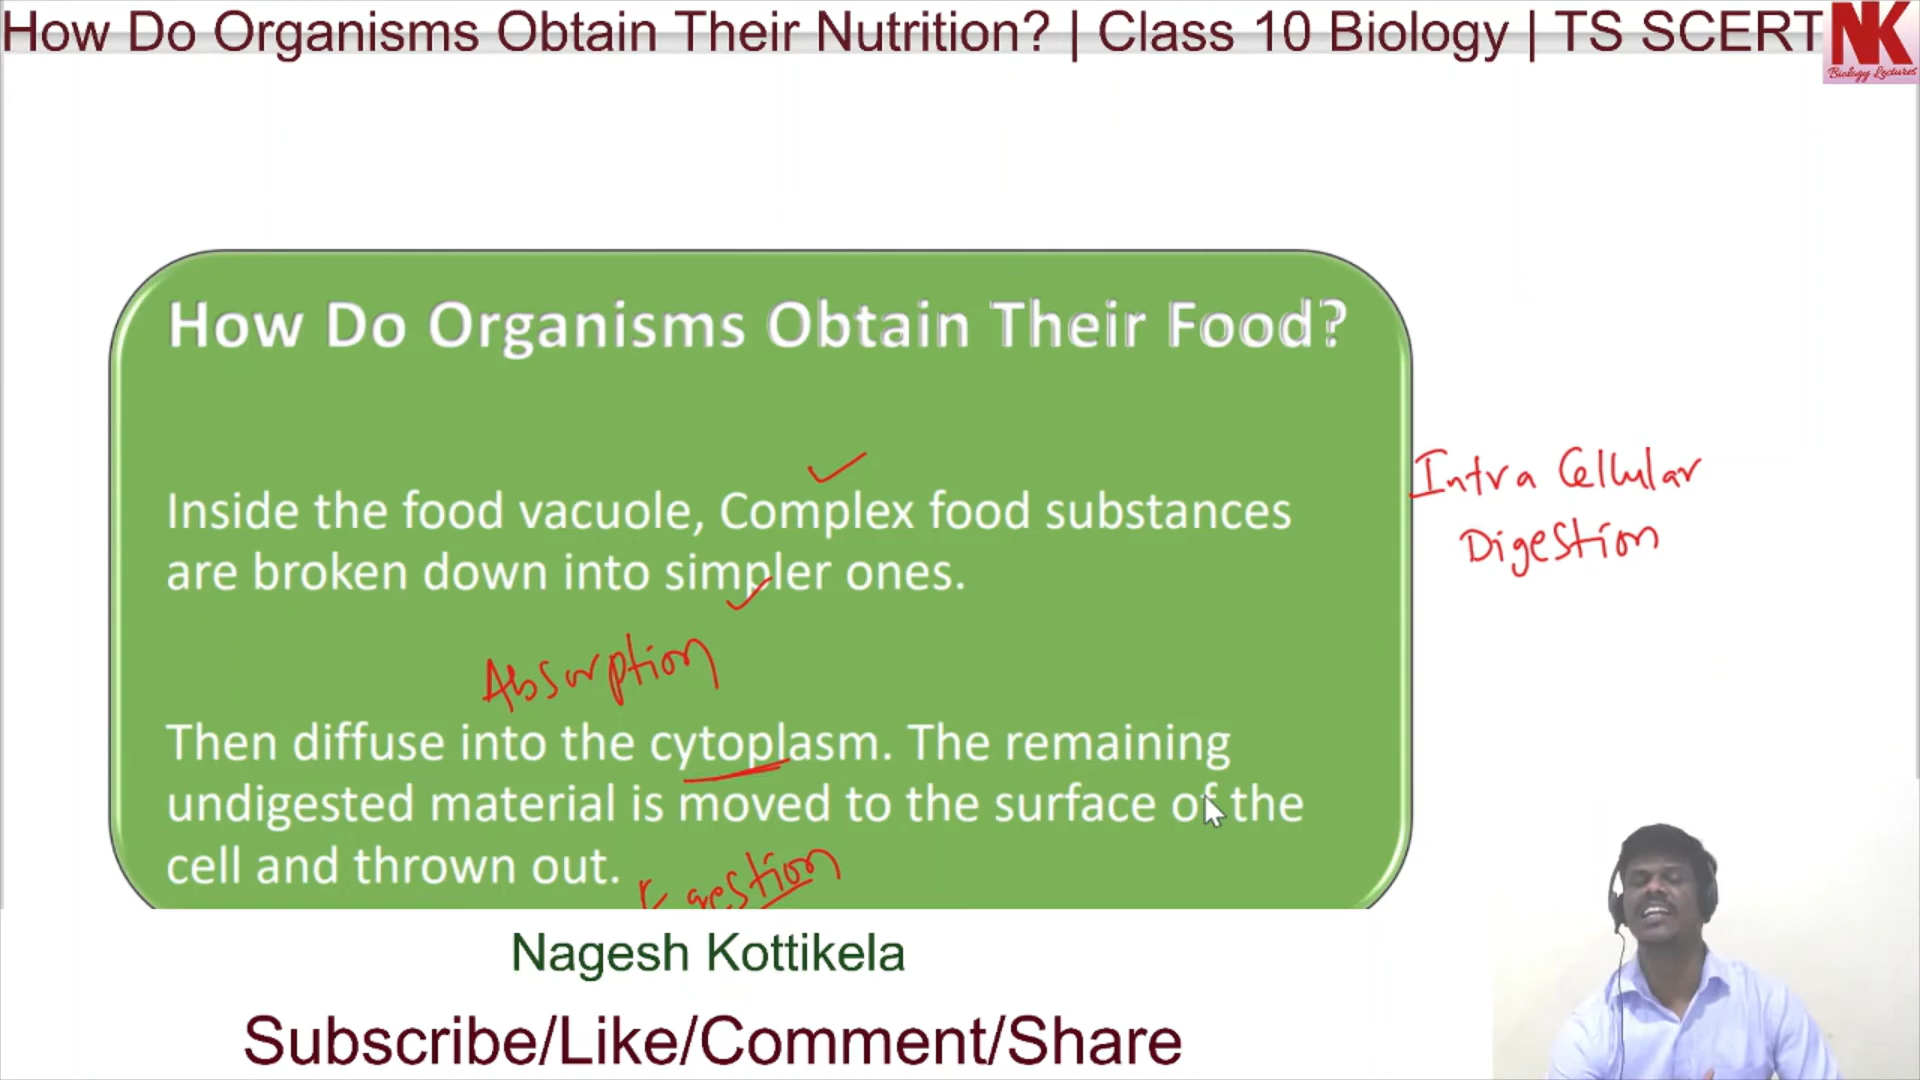 How Do Organisms Obtain Their Nutrition? | Class 10 Biology | TS SCERT
NK
Biology Lectures
How Do Organisms Obtain Their Food?
Inside the food vacuole, Complex food substances
are broken down into simpler ones.
Intra Cellular
Digestion
Absorption
Then diffuse into the cytoplasm. The remaining
undigested material is moved to the surface of the
cell and thrown out.
Egestion
Nagesh Kottikela
Subscribe/Like/Comment/Share